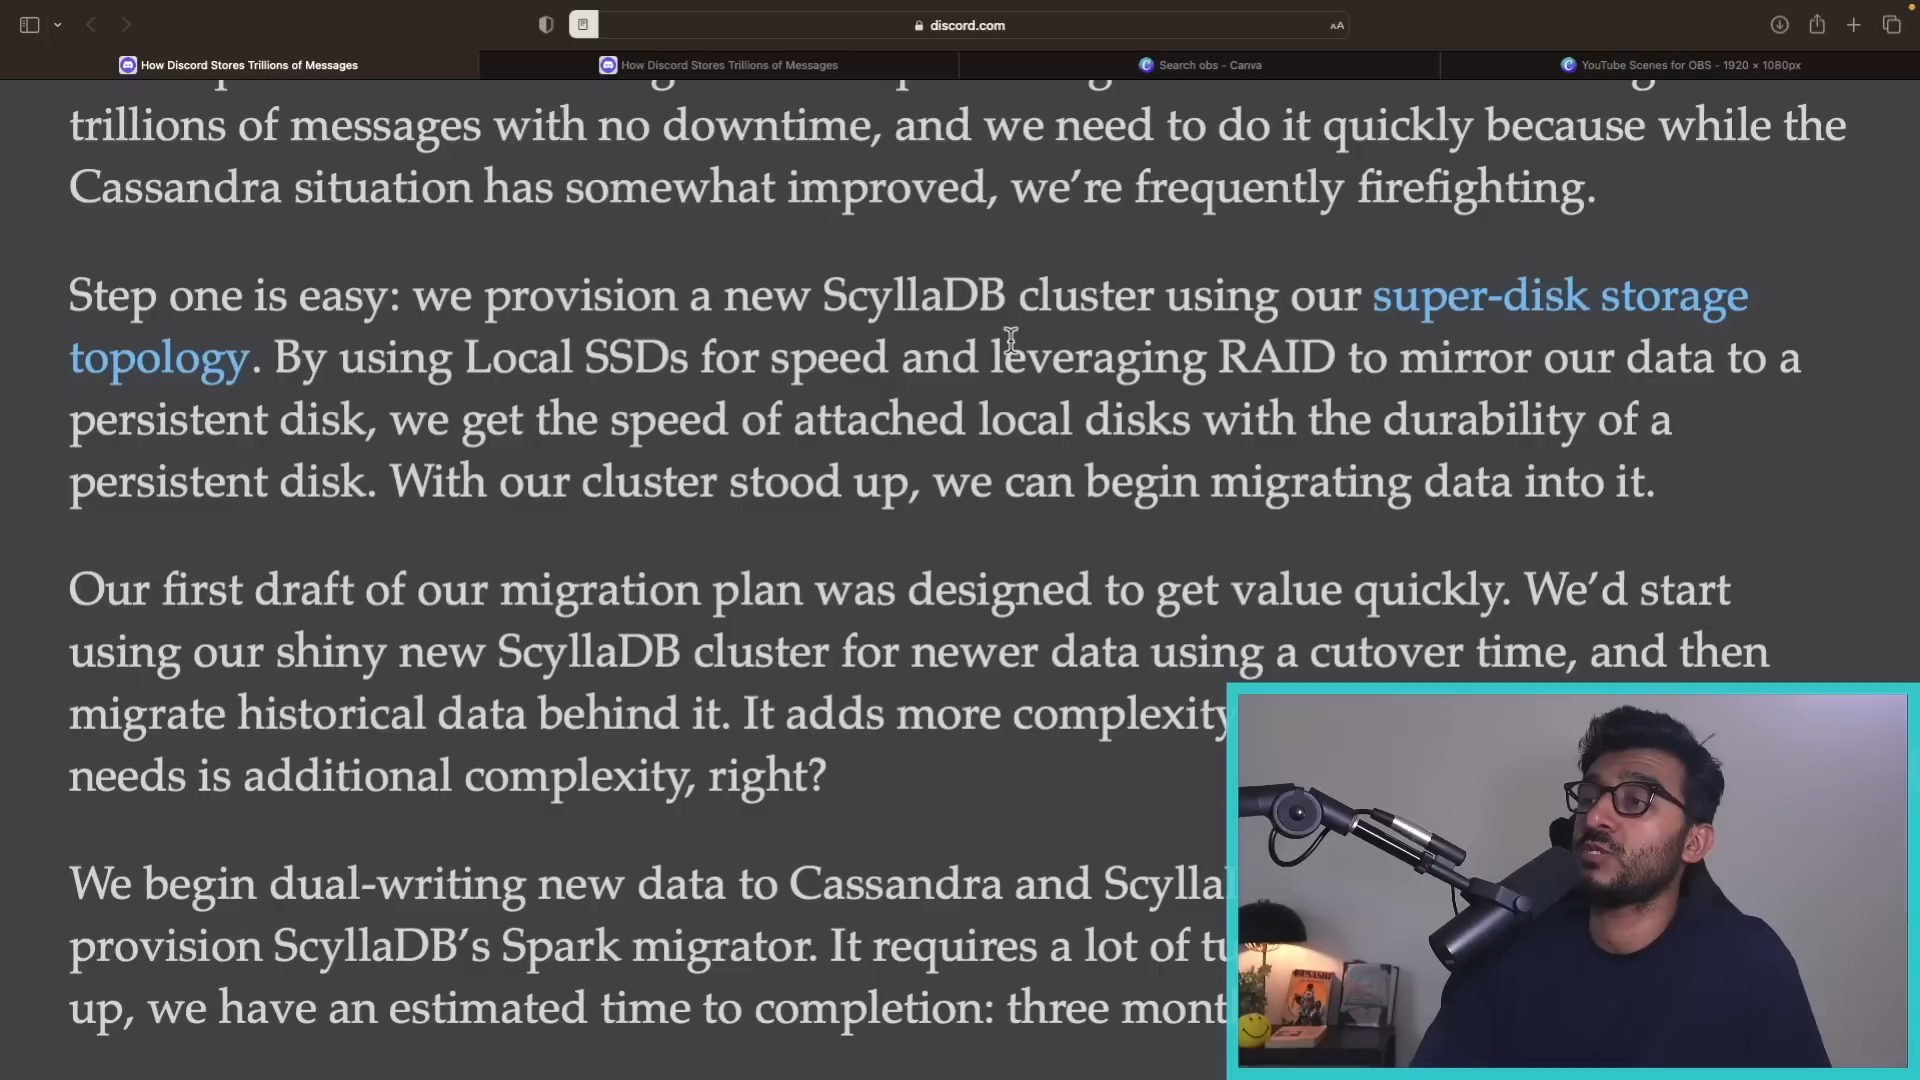 discord.com
AA
How Discord Stores Trillions of Messages
How Discord Stores Trillions of Messages
Search obs - Canva
YouTube Scenes for OBS - 1920 × 1080px
trillions of messages with no downtime, and we need to do it quickly because while the
Cassandra situation has somewhat improved, we’re frequently firefighting.
Step one is easy: we provision a new ScyllaDB cluster using our super-disk storage
topology. By using Local SSDs for speed and leveraging RAID to mirror our data to a
persistent disk, we get the speed of attached local disks with the durability of a
persistent disk. With our cluster stood up, we can begin migrating data into it.
Our first draft of our migration plan was designed to get value quickly. We’d start
using our shiny new ScyllaDB cluster for newer data using a cutover time, and then
migrate historical data behind it. It adds more complexity
needs is additional complexity, right?
We begin dual-writing new data to Cassandra and Scylla
provision ScyllaDB’s Spark migrator. It requires a lot of tu
up, we have an estimated time to completion: three mont